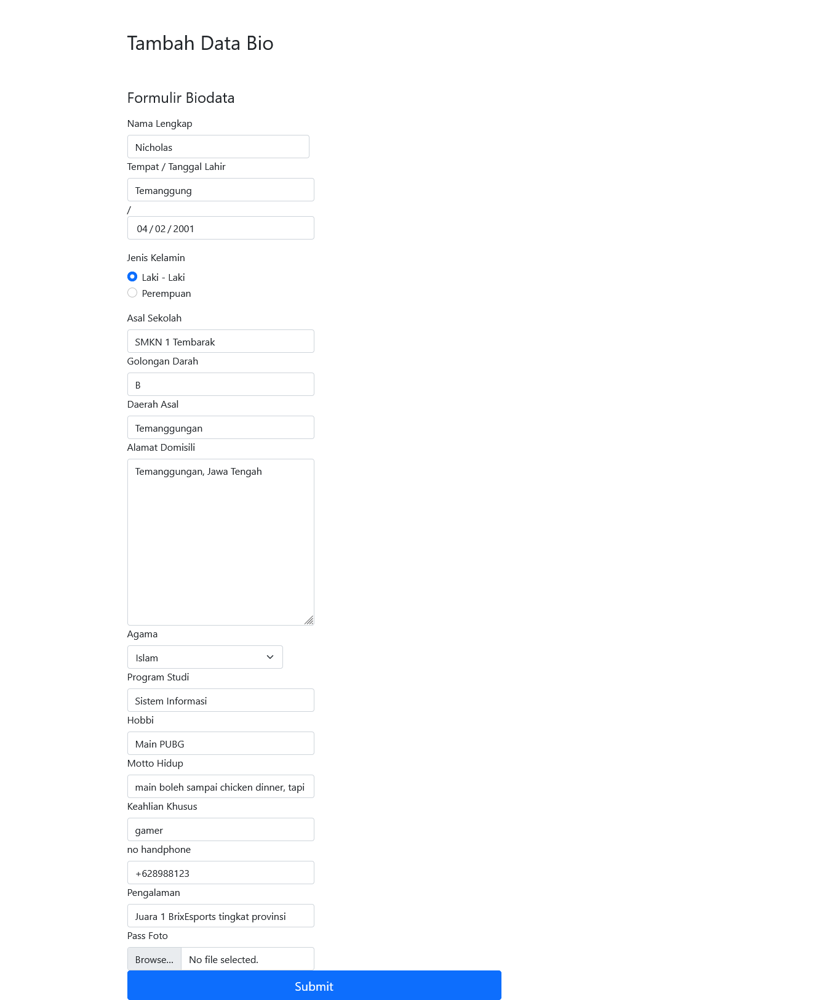 Tambah Data Bio
Formulir Biodata
Nama Lengkap
Nicholas
Tempat / Tanggal Lahir
Temanggung
/
04 / 02 / 2001
Jenis Kelamin
Laki - Laki
Perempuan
Asal Sekolah
SMKN 1 Tembarak
Golongan Darah
B
Daerah Asal
Temanggungan
Alamat Domisili
Temanggungan, Jawa Tengah
Agama
Islam
Program Studi
Sistem Informasi
Hobbi
Main PUBG
Motto Hidup
main boleh sampai chicken dinner, tapi
Keahlian Khusus
gamer
no handphone
+628988123
Pengalaman
Juara 1 BrixEsports tingkat provinsi
Pass Foto
Browse... No file selected.
Submit